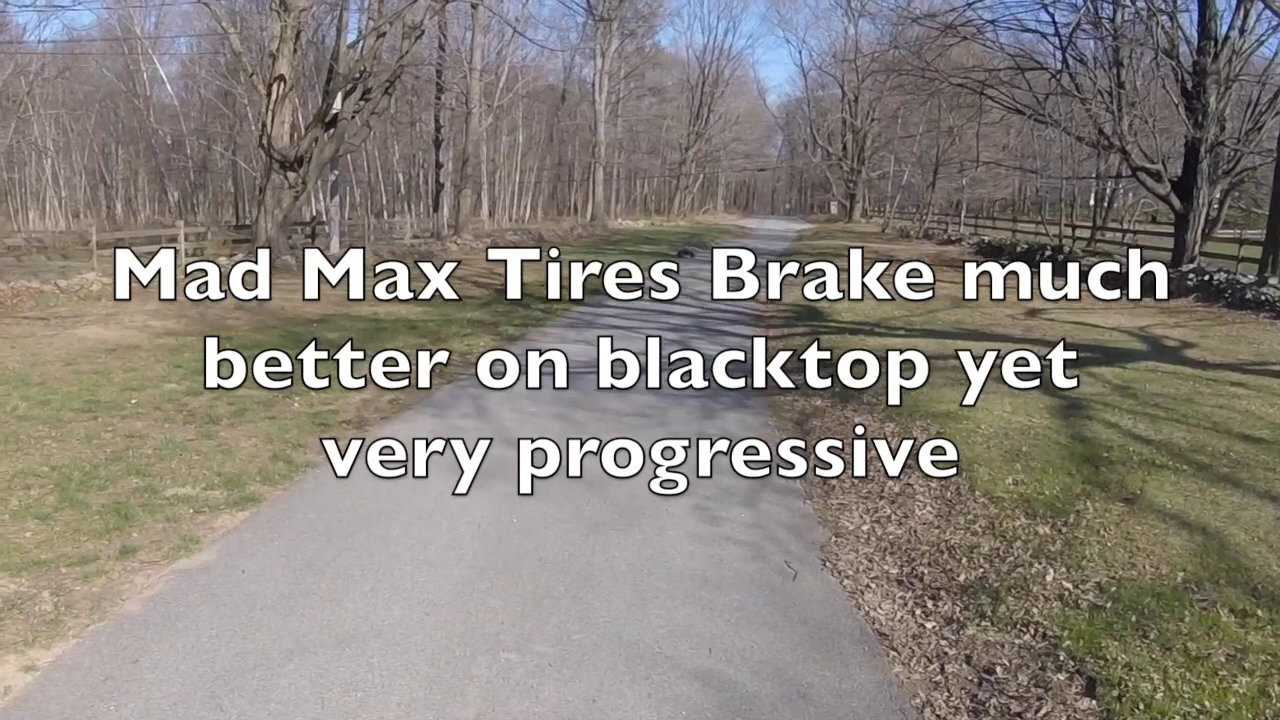 Mad Max Tires Brake much
better on blacktop yet
very progressive